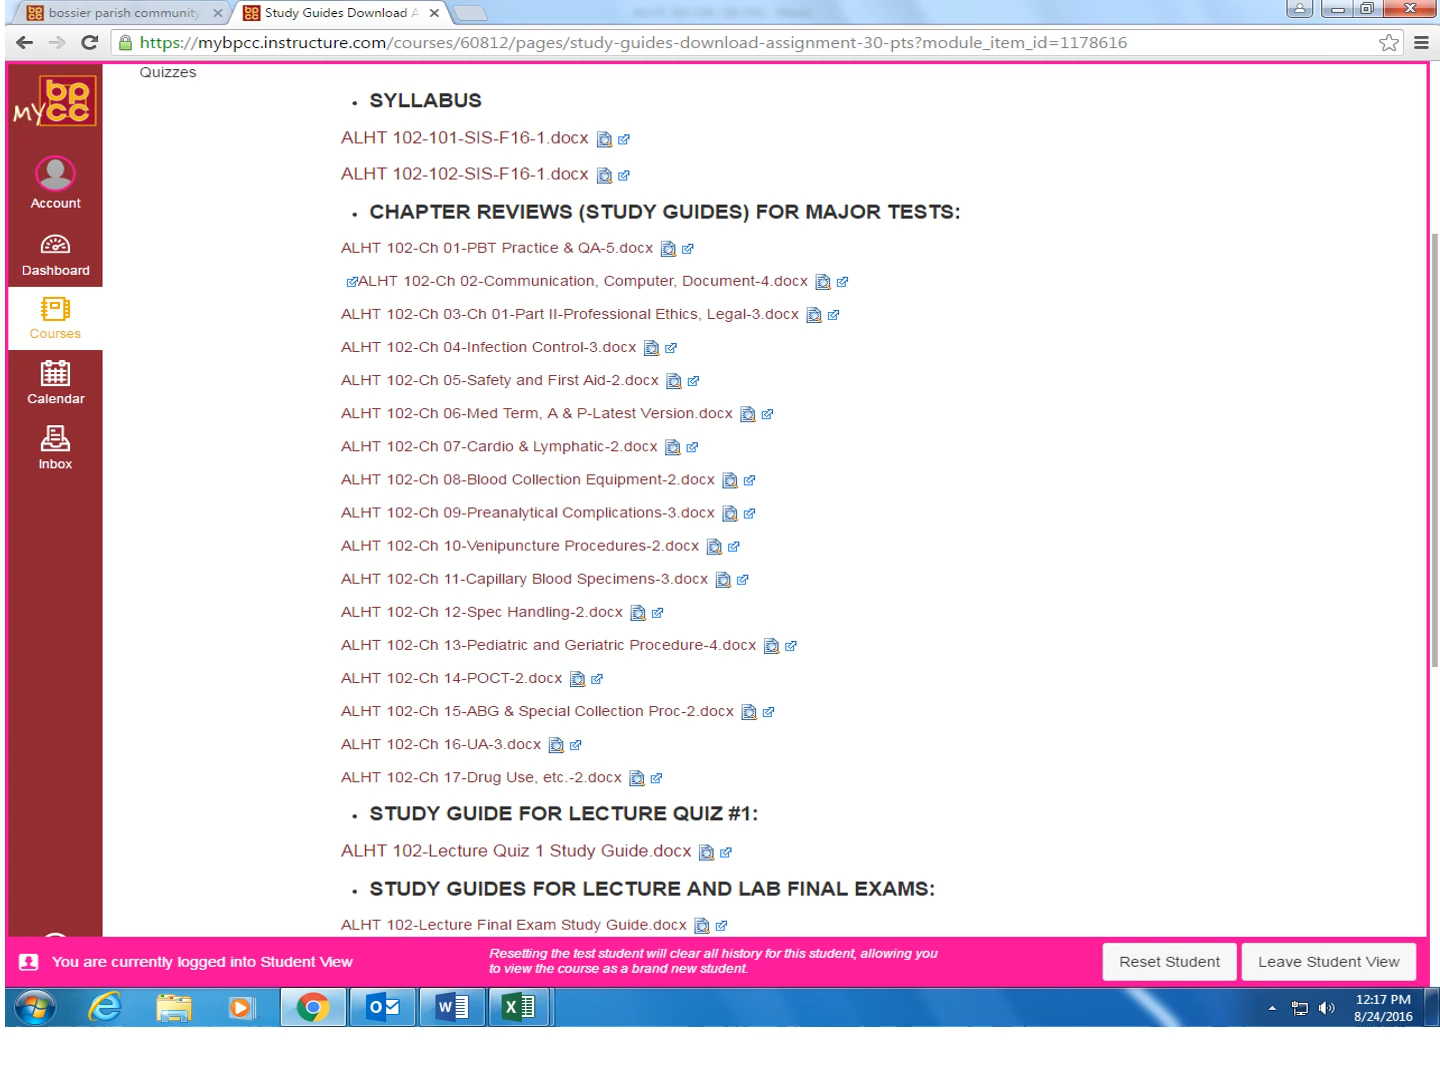 bossier parish community
Study Guides Download A
https://mybpcc.instructure.com/courses/60812/pages/study-guides-download-assignment-30-pts?module_item_id=1178616
MY bp cc
Account
Dashboard
Courses
Calendar
Inbox
Quizzes
SYLLABUS
ALHT 102-101-SIS-F16-1.docx
ALHT 102-102-SIS-F16-1.docx
CHAPTER REVIEWS (STUDY GUIDES) FOR MAJOR TESTS:
ALHT 102-Ch 01-PBT Practice & QA-5.docx
ALHT 102-Ch 02-Communication, Computer, Document-4.docx
ALHT 102-Ch 03-Ch 01-Part II-Professional Ethics, Legal-3.docx
ALHT 102-Ch 04-Infection Control-3.docx
ALHT 102-Ch 05-Safety and First Aid-2.docx
ALHT 102-Ch 06-Med Term, A & P-Latest Version.docx
ALHT 102-Ch 07-Cardio & Lymphatic-2.docx
ALHT 102-Ch 08-Blood Collection Equipment-2.docx
ALHT 102-Ch 09-Preanalytical Complications-3.docx
ALHT 102-Ch 10-Venipuncture Procedures-2.docx
ALHT 102-Ch 11-Capillary Blood Specimens-3.docx
ALHT 102-Ch 12-Spec Handling-2.docx
ALHT 102-Ch 13-Pediatric and Geriatric Procedure-4.docx
ALHT 102-Ch 14-POCT-2.docx
ALHT 102-Ch 15-ABG & Special Collection Proc-2.docx
ALHT 102-Ch 16-UA-3.docx
ALHT 102-Ch 17-Drug Use, etc.-2.docx
STUDY GUIDE FOR LECTURE QUIZ #1:
ALHT 102-Lecture Quiz 1 Study Guide.docx
STUDY GUIDES FOR LECTURE AND LAB FINAL EXAMS:
ALHT 102-Lecture Final Exam Study Guide.docx
You are currently logged into Student View
Resetting the test student will clear all history for this student, allowing you
to view the course as a brand new student.
Reset Student
Leave Student View
12:17 PM
8/24/2016